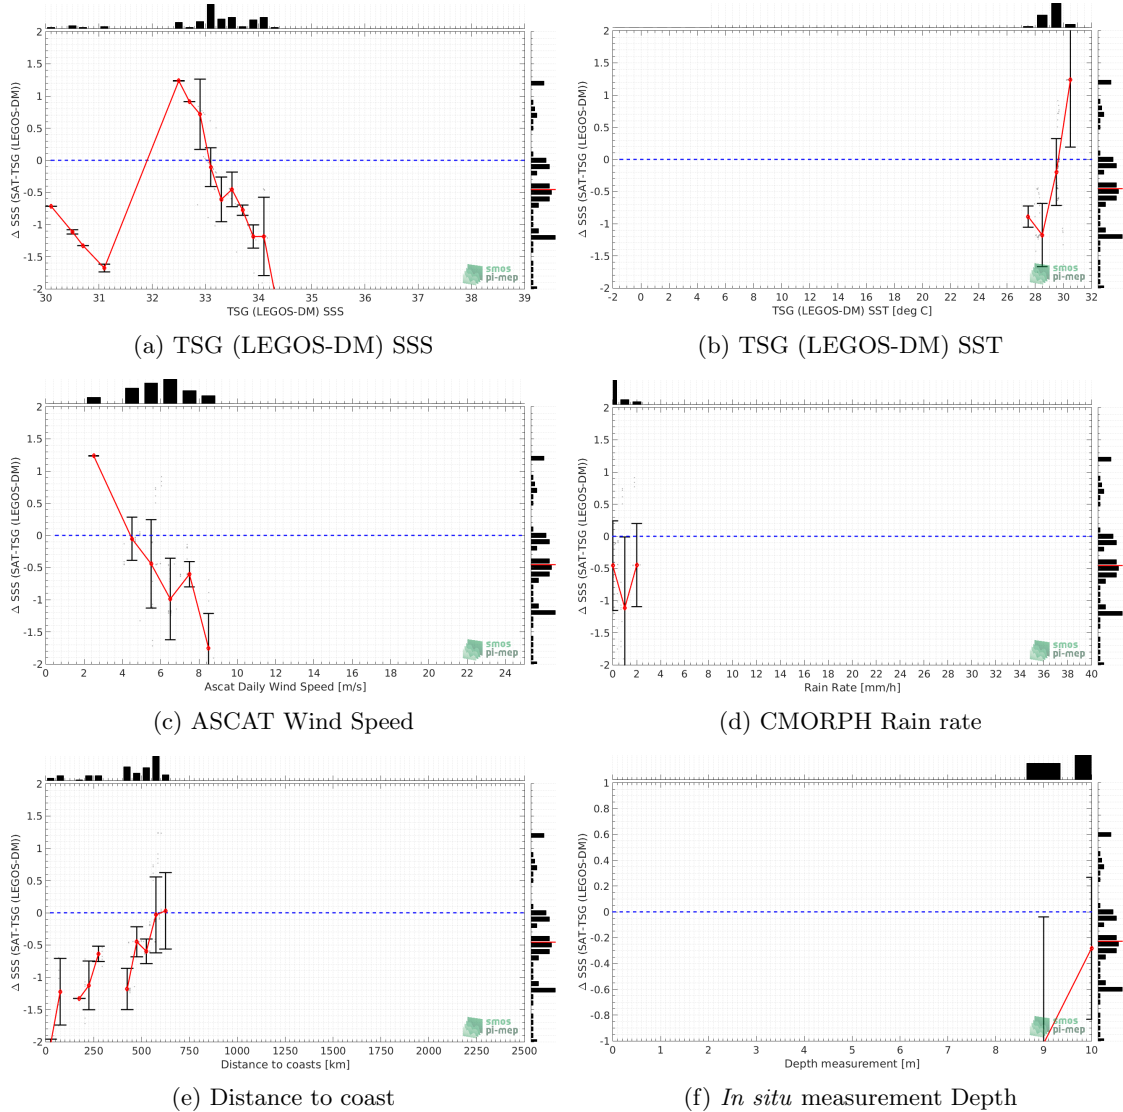 Δ SSS (SAT-TSG (LEGOS-DM))
2
1.5
1
0.5
0
-0.5
-1
-1.5
-2
30 31 32 33 34 35 36 37 38 39
TSG (LEGOS-DM) SSS
smos
pi-mep
(a) TSG (LEGOS-DM) SSS
Δ SSS (SAT-TSG (LEGOS-DM))
2
1.5
1
0.5
0
-0.5
-1
-1.5
-2
-2 0 2 4 6 8 10 12 14 16 18 20 22 24 26 28 30 32
TSG (LEGOS-DM) SST [deg C]
smos
pi-mep
(b) TSG (LEGOS-DM) SST
Δ SSS (SAT-TSG (LEGOS-DM))
2
1.5
1
0.5
0
-0.5
-1
-1.5
-2
0 2 4 6 8 10 12 14 16 18 20 22 24
Ascat Daily Wind Speed [m/s]
smos
pi-mep
(c) ASCAT Wind Speed
Δ SSS (SAT-TSG (LEGOS-DM))
2
1.5
1
0.5
0
-0.5
-1
-1.5
-2
0 2 4 6 8 10 12 14 16 18 20 22 24 26 28 30 32 34 36 38 40
Rain Rate [mm/h]
smos
pi-mep
(d) CMORPH Rain rate
Δ SSS (SAT-TSG (LEGOS-DM))
2
1.5
1
0.5
0
-0.5
-1
-1.5
-2
0 250 500 750 1000 1250 1500 1750 2000 2250 2500
Distance to coasts [km]
smos
pi-mep
(e) Distance to coast
Δ SSS (SAT-TSG (LEGOS-DM))
1
0.8
0.6
0.4
0.2
0
-0.2
-0.4
-0.6
-0.8
-1
0 1 2 3 4 5 6 7 8 9 10
Depth measurement [m]
smos
pi-mep
(f) In situ measurement Depth